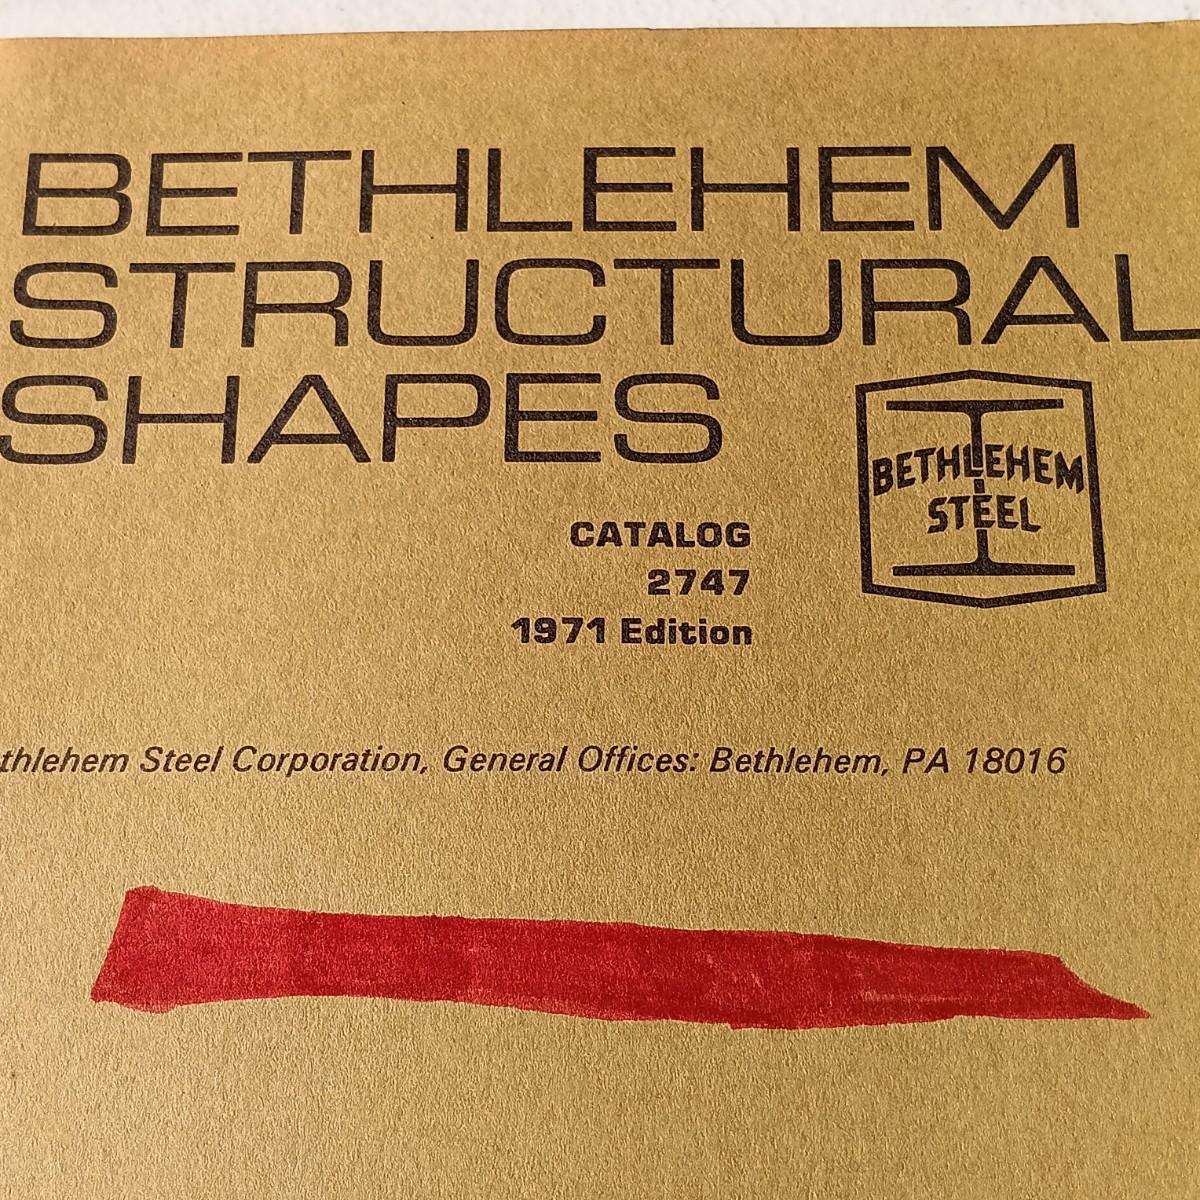 BETHLEHEM
STRUCTURAL
SHAPES
BETHLEHEM
STEEL
CATALOG
2747
1971 Edition
thlehem Steel Corporation, General Offices: Bethlehem, PA 18016